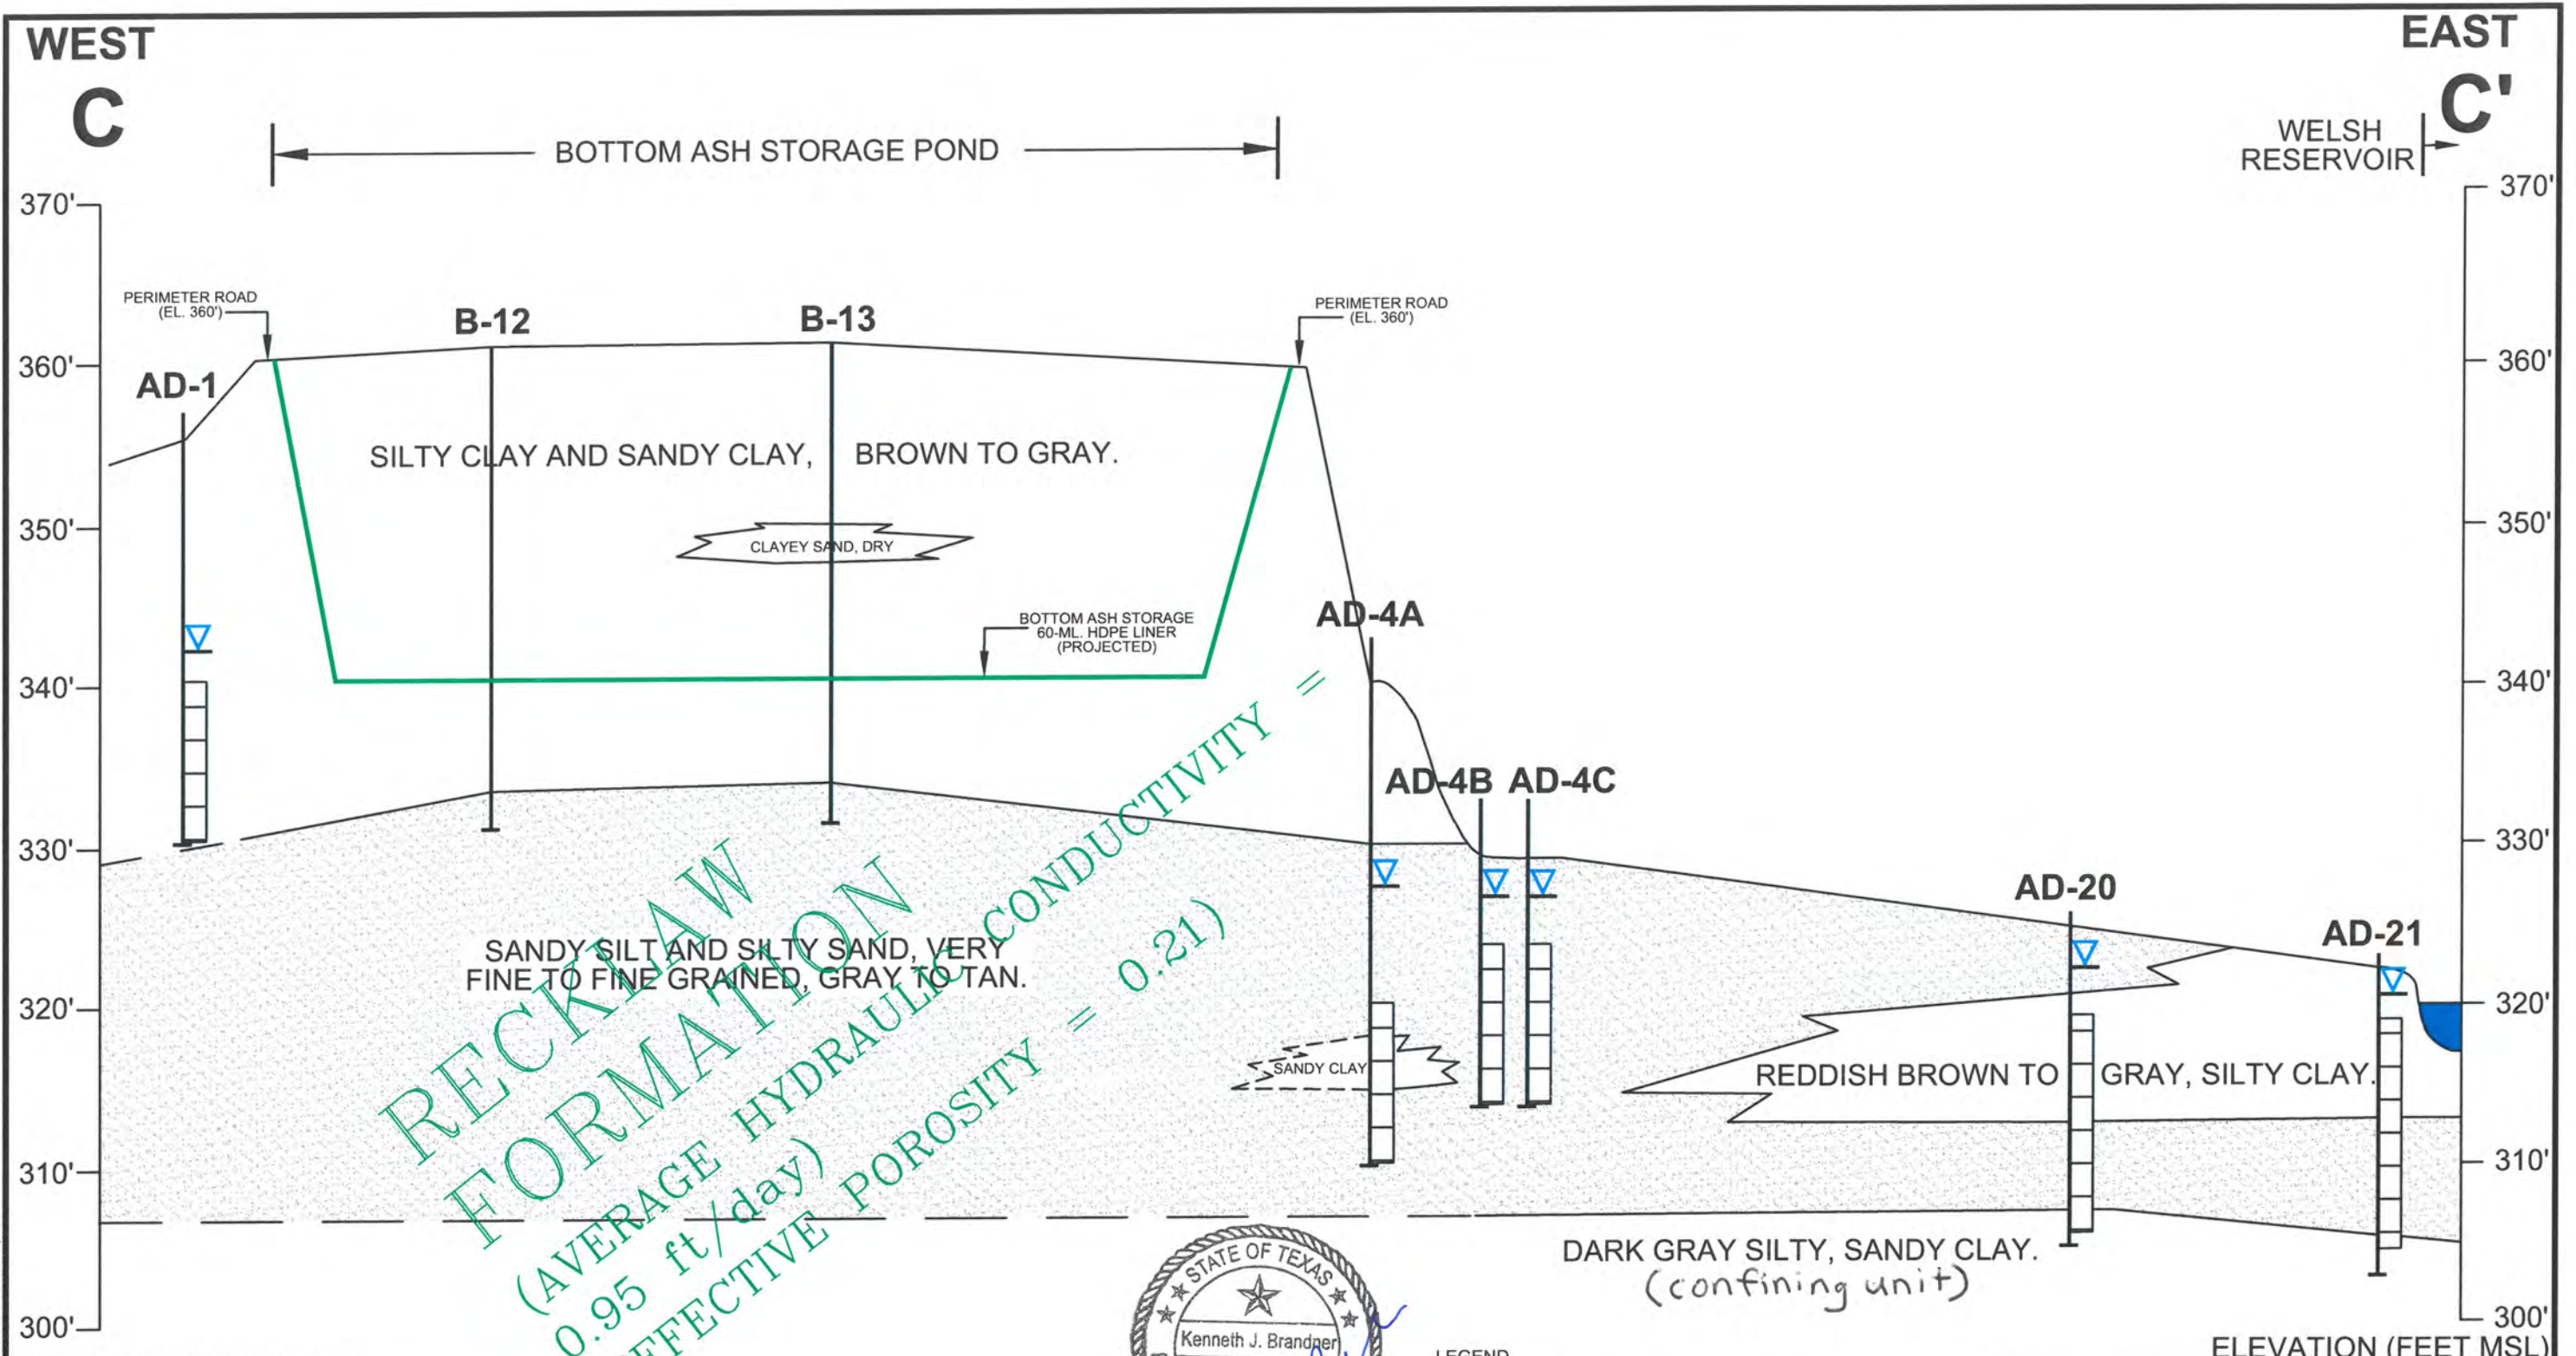 WEST
EAST
C
C'
BOTTOM ASH STORAGE POND
WELSH
RESERVOIR
370'
370'
PERIMETER ROAD
(EL. 360')
B-12
B-13
PERIMETER ROAD
(EL. 360')
360'
360'
AD-1
SILTY CLAY AND SANDY CLAY, BROWN TO GRAY.
350'
350'
CLAYEY SAND, DRY
BOTTOM ASH STORAGE
60-ML. HDPE LINER
(PROJECTED)
AD-4A
340'
340'
AD-4B
AD-4C
330'
330'
AD-20
AD-21
SANDY SILT AND SILTY SAND, VERY
FINE TO FINE GRAINED, GRAY TO TAN.
RECKLAW
FORMATION
(AVERAGE HYDRAULIC CONDUCTIVITY =
0.95 ft/day)
EFFECTIVE POROSITY = 0.21)
320'
320'
SANDY CLAY
REDDISH BROWN TO GRAY, SILTY CLAY.
310'
310'
DARK GRAY SILTY, SANDY CLAY.
(confining unit)
STATE OF TEXAS
Kenneth J. Brandner
300'
300'
LEGEND
ELEVATION (FEET MSL)